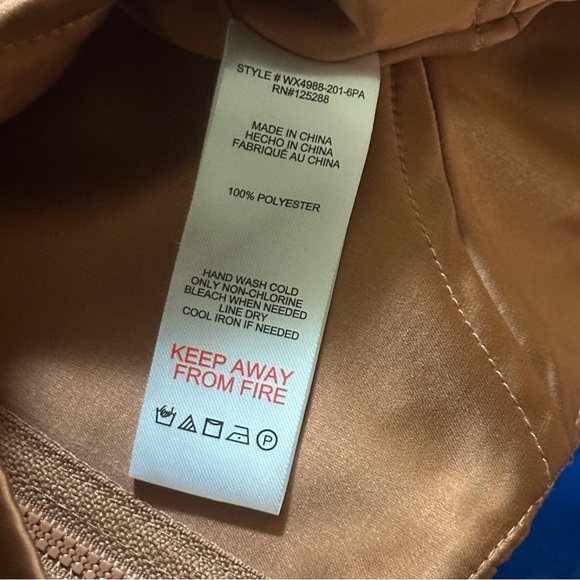 STYLE # WX4988-201-6PA
RN#125288
MADE IN CHINA
HECHO IN CHINA
FABRIQUÉ AU CHINA
100% POLYESTER
HAND WASH COLD
ONLY NON-CHLORINE
BLEACH WHEN NEEDED
LINE DRY
COOL IRON IF NEEDED
KEEP AWAY
FROM FIRE
P